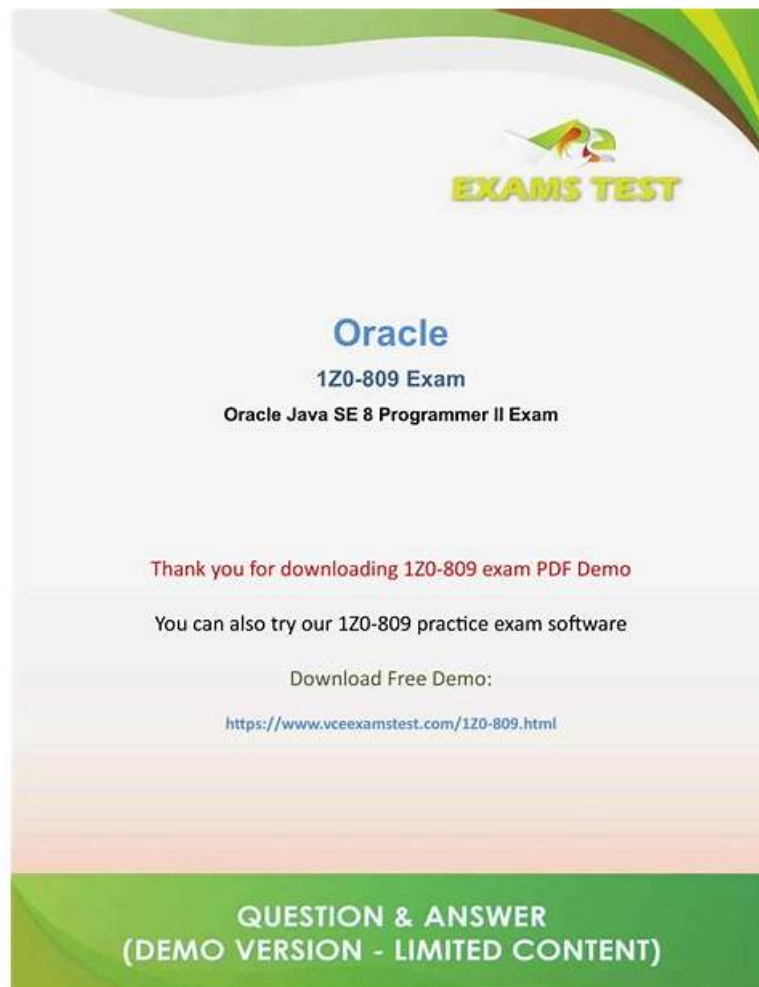 EXAMS TEST
Oracle
1Z0-809 Exam
Oracle Java SE 8 Programmer II Exam
Thank you for downloading 1Z0-809 exam PDF Demo
You can also try our 1Z0-809 practice exam software
Download Free Demo:
https://www.vceexamstest.com/1Z0-809.html
QUESTION & ANSWER
(DEMO VERSION - LIMITED CONTENT)